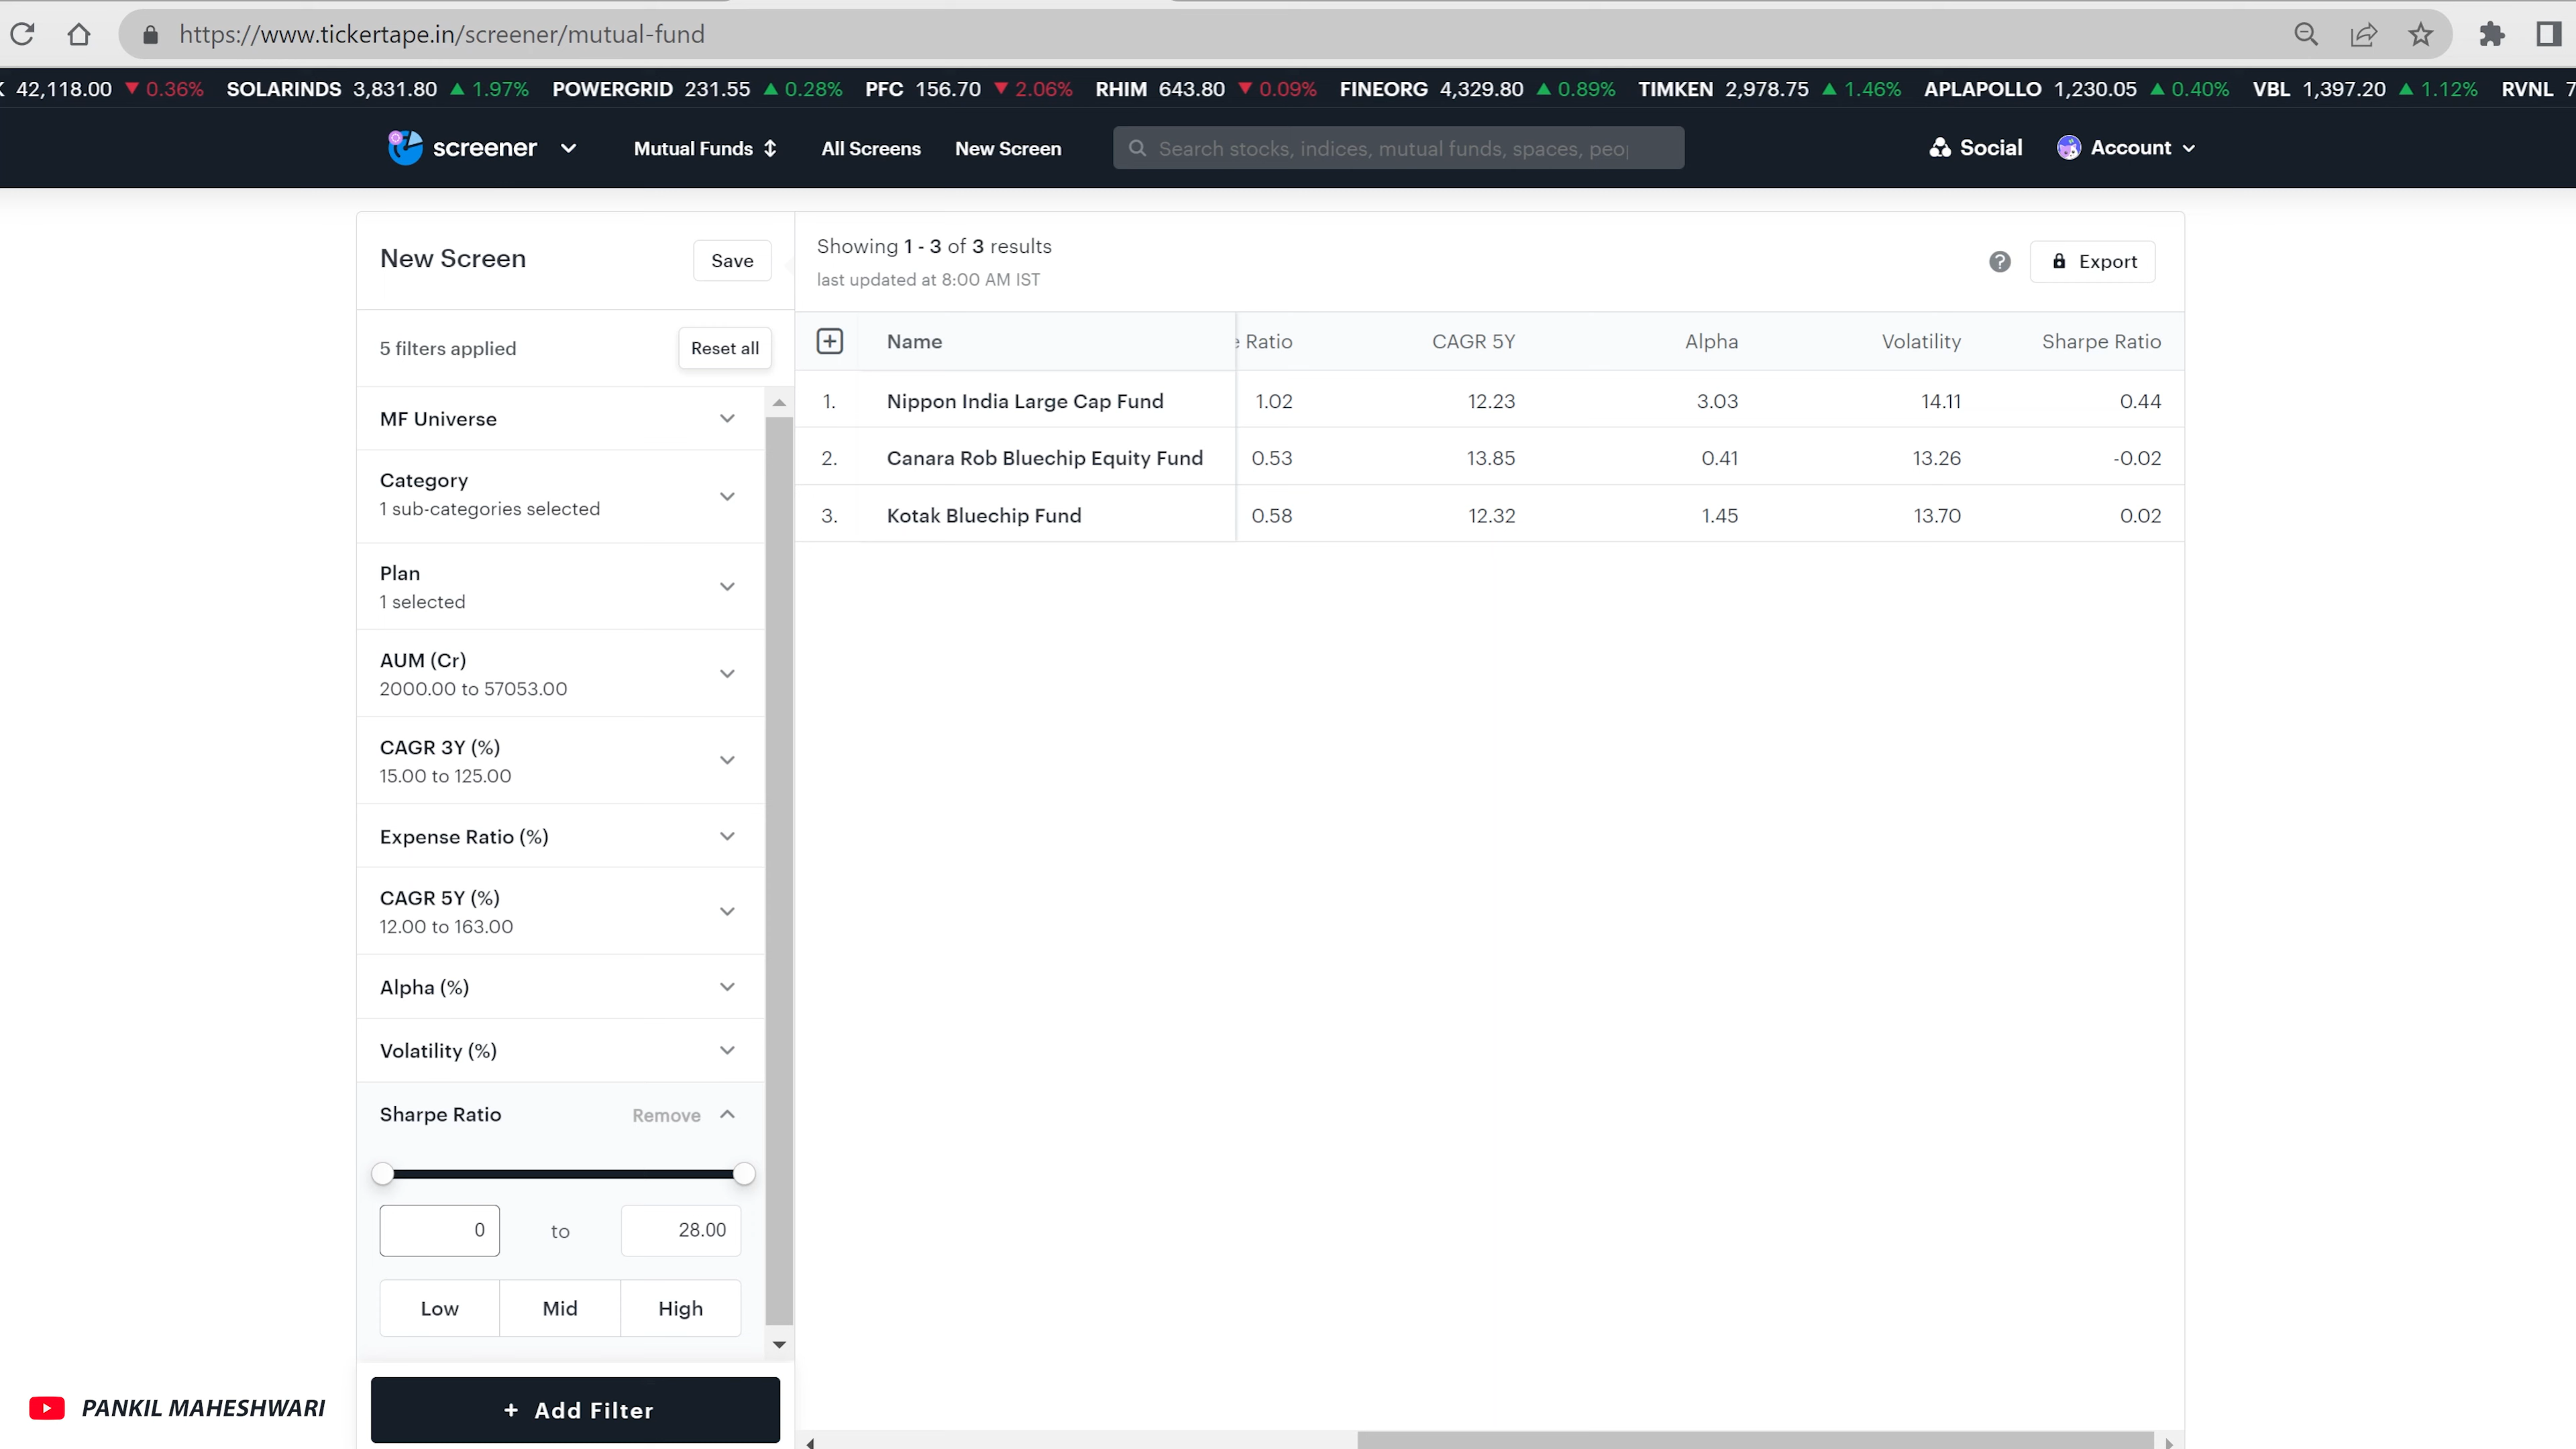 https://www.tickertape.in/screener/mutual-fund
42,118.00 ▼ 0.36% SOLARINDS 3,831.80 ▲ 1.97% POWERGRID 231.55 ▲ 0.28% PFC 156.70 ▼ 2.06% RHIM 643.80 ▼ 0.09% FINEORG 4,329.80 ▲ 0.89% TIMKEN 2,978.75 ▲ 1.46% APLAPOLLO 1,230.05 ▲ 0.40% VBL 1,397.20 ▲ 1.12% RVNL 7
screener Mutual Funds All Screens New Screen Search stocks, indices, mutual funds, spaces, Social Account
New Screen Save
Showing 1 - 3 of 3 results
last updated at 8:00 AM IST
Export
5 filters applied Reset all
Name Ratio CAGR 5Y Alpha Volatility Sharpe Ratio
1. Nippon India Large Cap Fund 1.02 12.23 3.03 14.11 0.44
2. Canara Rob Bluechip Equity Fund 0.53 13.85 0.41 13.26 -0.02
3. Kotak Bluechip Fund 0.58 12.32 1.45 13.70 0.02
MF Universe
Category
1 sub-categories selected
Plan
1 selected
AUM (Cr)
2000.00 to 57053.00
CAGR 3Y (%)
15.00 to 125.00
Expense Ratio (%)
CAGR 5Y (%)
12.00 to 163.00
Alpha (%)
Volatility (%)
Sharpe Ratio Remove
0 to 28.00
Low Mid High
+ Add Filter
PANKIL MAHESHWARI